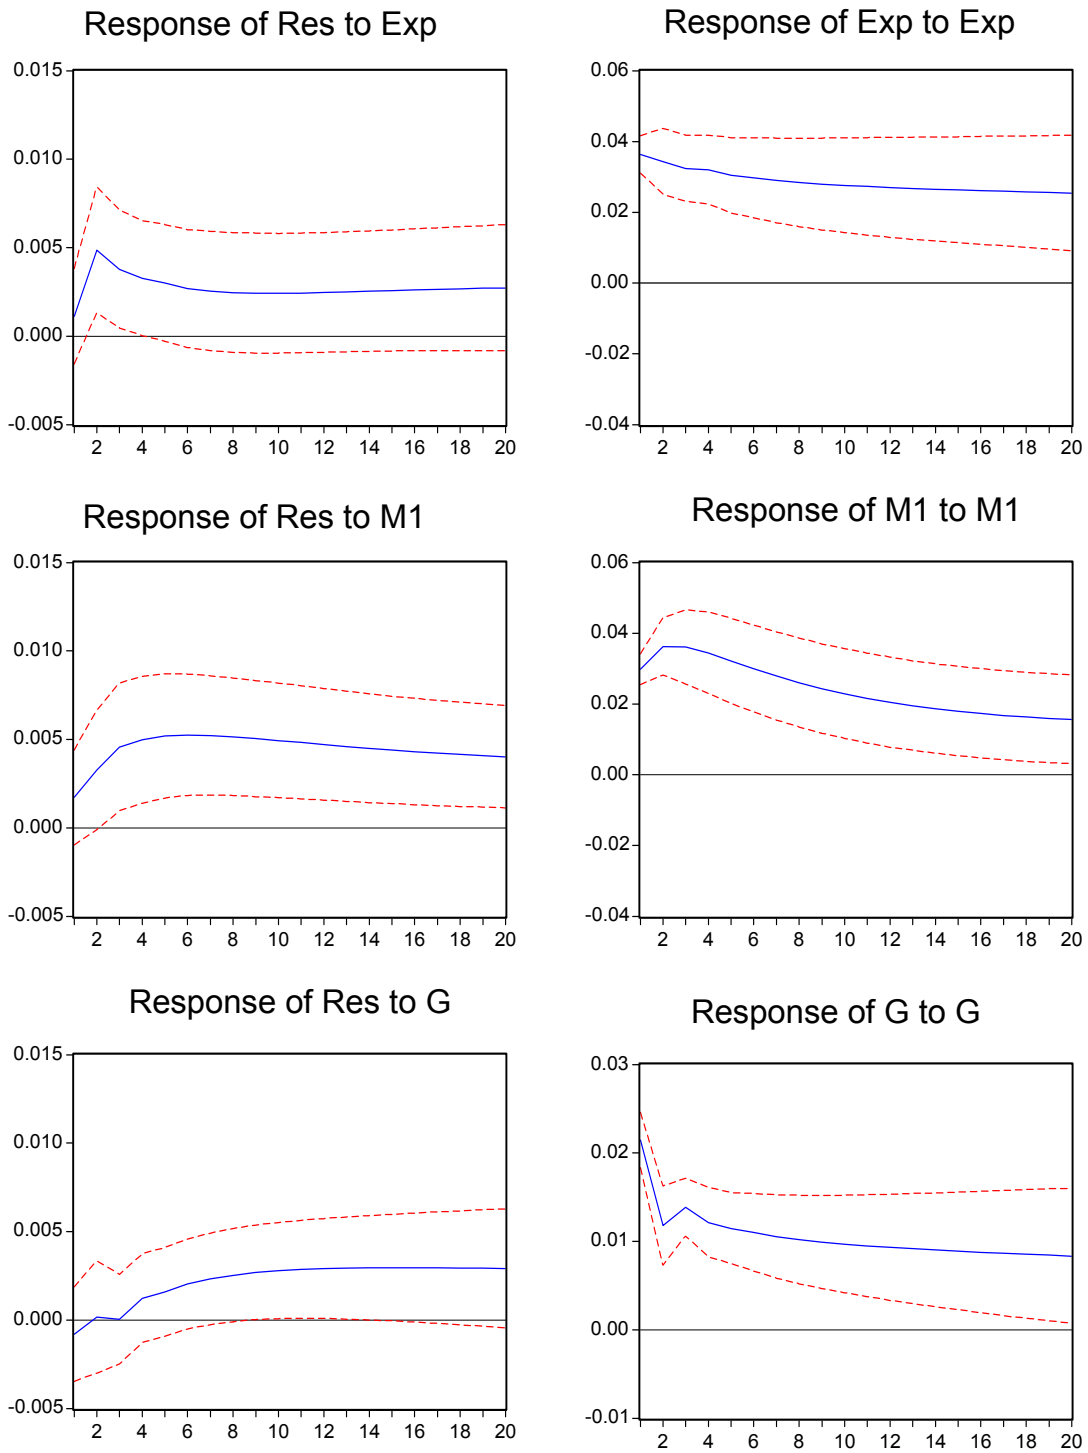 Response of Res to Exp
0.015
0.010
0.005
0.000
-0.005
2 4 6 8 10 12 14 16 18 20
Response of Exp to Exp
0.06
0.04
0.02
0.00
-0.02
-0.04
2 4 6 8 10 12 14 16 18 20
Response of Res to M1
0.015
0.010
0.005
0.000
-0.005
2 4 6 8 10 12 14 16 18 20
Response of M1 to M1
0.06
0.04
0.02
0.00
-0.02
-0.04
2 4 6 8 10 12 14 16 18 20
Response of Res to G
0.015
0.010
0.005
0.000
-0.005
2 4 6 8 10 12 14 16 18 20
Response of G to G
0.03
0.02
0.01
0.00
-0.01
2 4 6 8 10 12 14 16 18 20